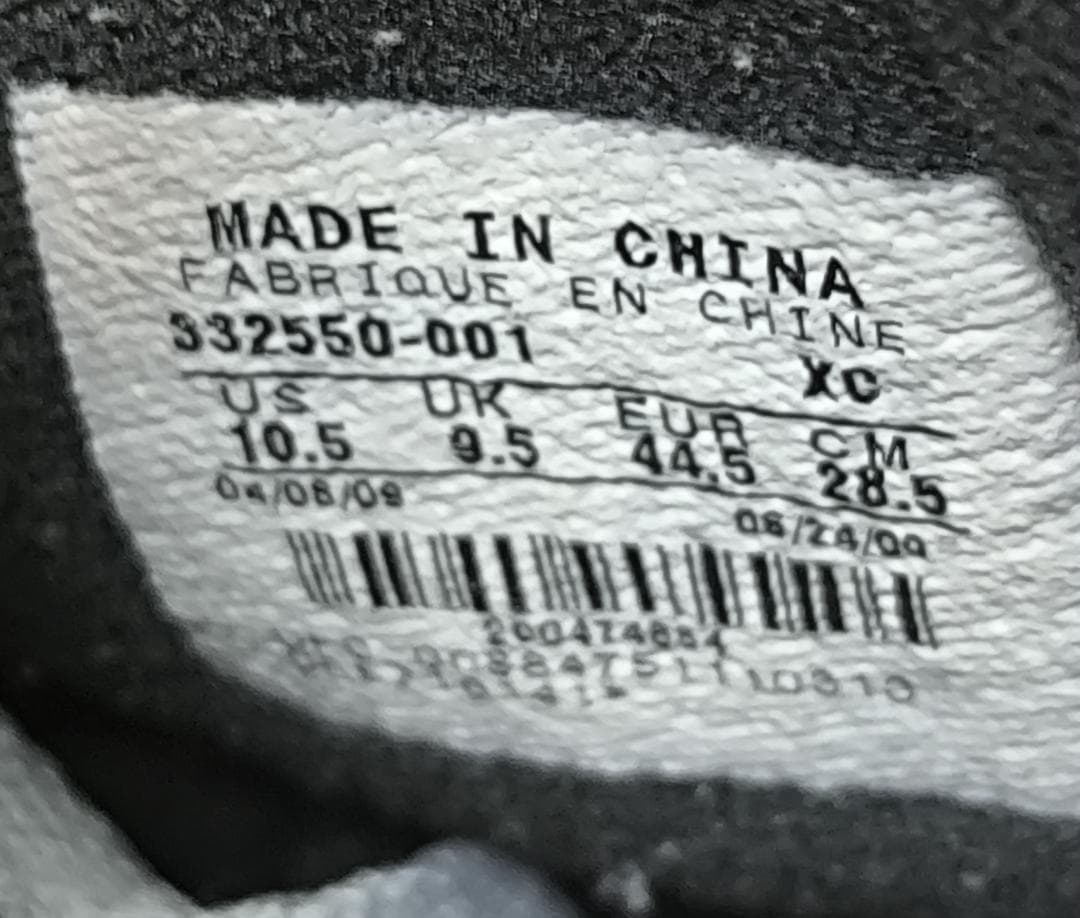 MADE IN CHINA
FABRIQUE EN CHINE
332550-001 XC
US UK EUR CM
10.5 9.5 44.5 28.5
04/08/09 06/24/09